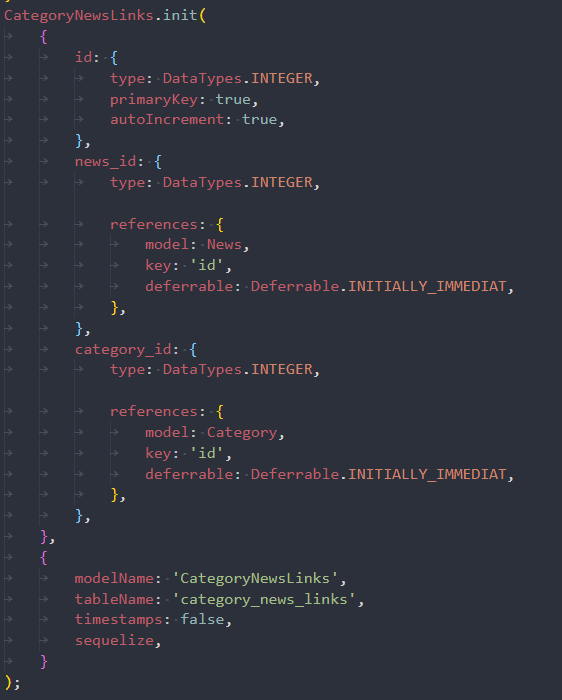 CategoryNewsLinks.init(
{
id: {
type: DataTypes.INTEGER,
primaryKey: true,
autoIncrement: true,
},
news_id: {
type: DataTypes.INTEGER,
references: {
model: News,
key: 'id',
deferrable: Deferrable.INITIALLY_IMMEDIAT,
},
},
category_id: {
type: DataTypes.INTEGER,
references: {
model: Category,
key: 'id',
deferrable: Deferrable.INITIALLY_IMMEDIAT,
},
},
},
{
modelName: 'CategoryNewsLinks',
tableName: 'category_news_links',
timestamps: false,
sequelize,
}
);